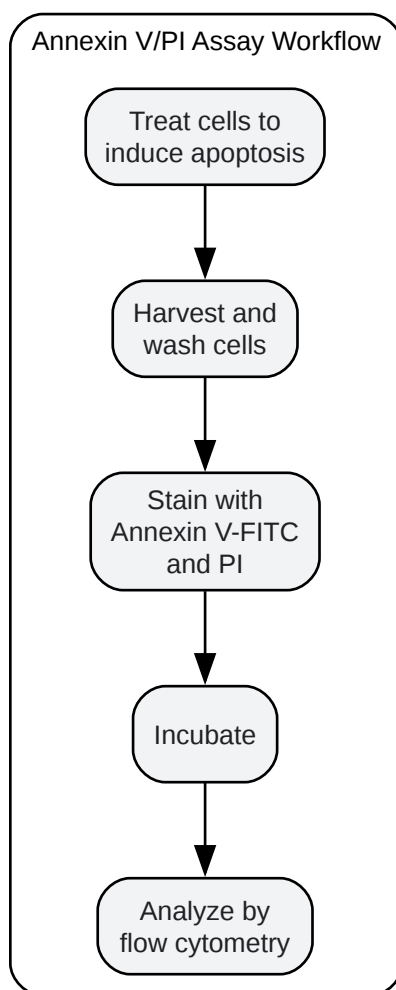 Annexin V/PI Assay Workflow
Treat cells to
induce apoptosis
Harvest and
wash cells
Stain with
Annexin V-FITC
and PI
Incubate
Analyze by
flow cytometry